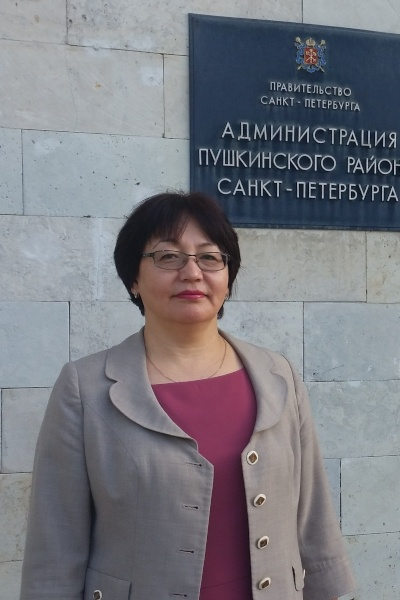 ПРАВИТЕЛЬСТВО
САНКТ - ПЕТЕРБУРГА
АДМИНИСТРАЦИЯ
ПУШКИНСКОГО РАЙОН
САНКТ - ПЕТЕРБУРГА